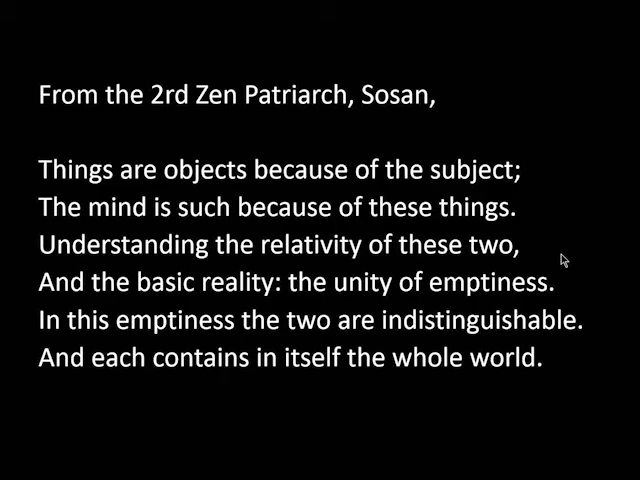 From the 2rd Zen Patriarch, Sosan,
Things are objects because of the subject;
The mind is such because of these things.
Understanding the relativity of these two,
And the basic reality: the unity of emptiness.
In this emptiness the two are indistinguishable.
And each contains in itself the whole world.